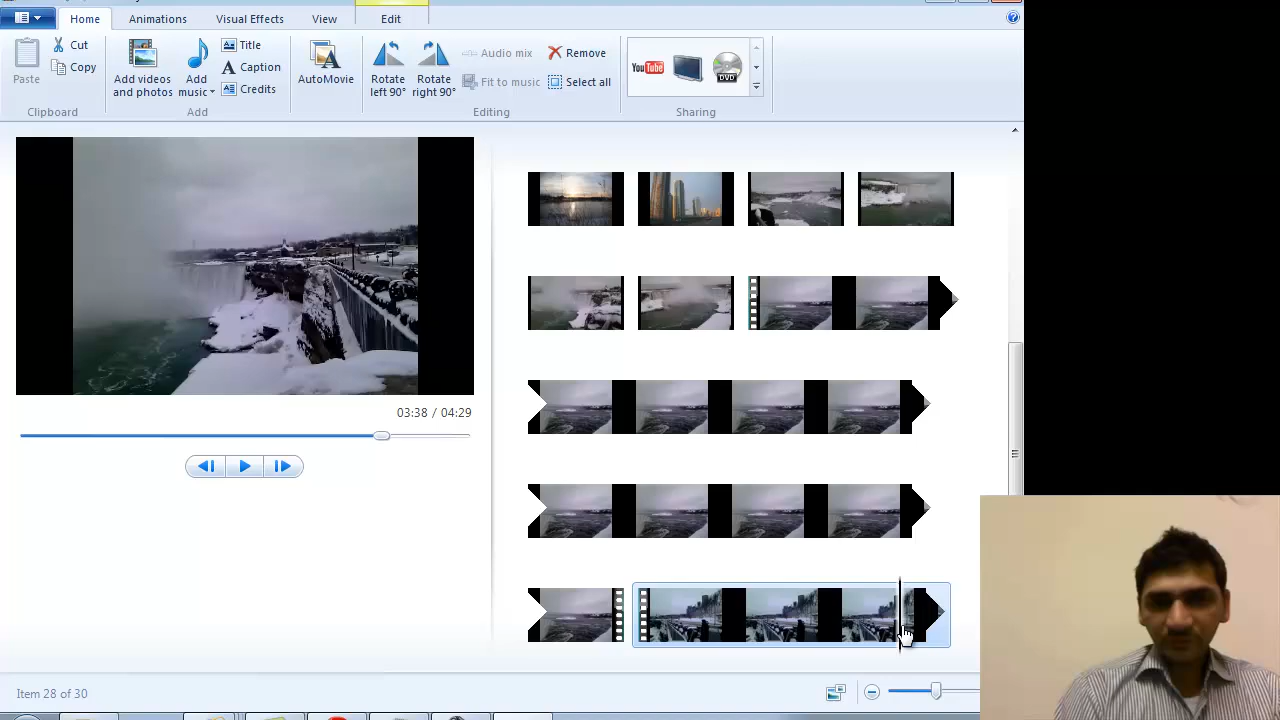 Home Animations Visual Effects View Edit
Paste
Cut
Copy
Clipboard
Add videos
and photos
Add
music
Title
Caption
Credits
Add
AutoMovie
Rotate
left 90°
Rotate
right 90°
Audio mix
Fit to music
Remove
Select all
Editing
YouTube
DVD
Sharing
03:38 / 04:29
Item 28 of 30